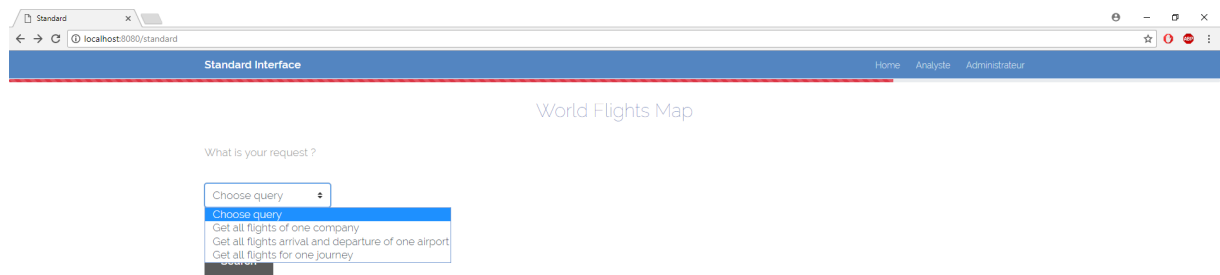 Standard
localhost:8080/standard
ABP
Standard Interface
Home Analyste Administrateur
World Flights Map
What is your request ?
Choose query
Choose query
Get all flights of one company
Get all flights arrival and departure of one airport
Get all flights for one journey
Search